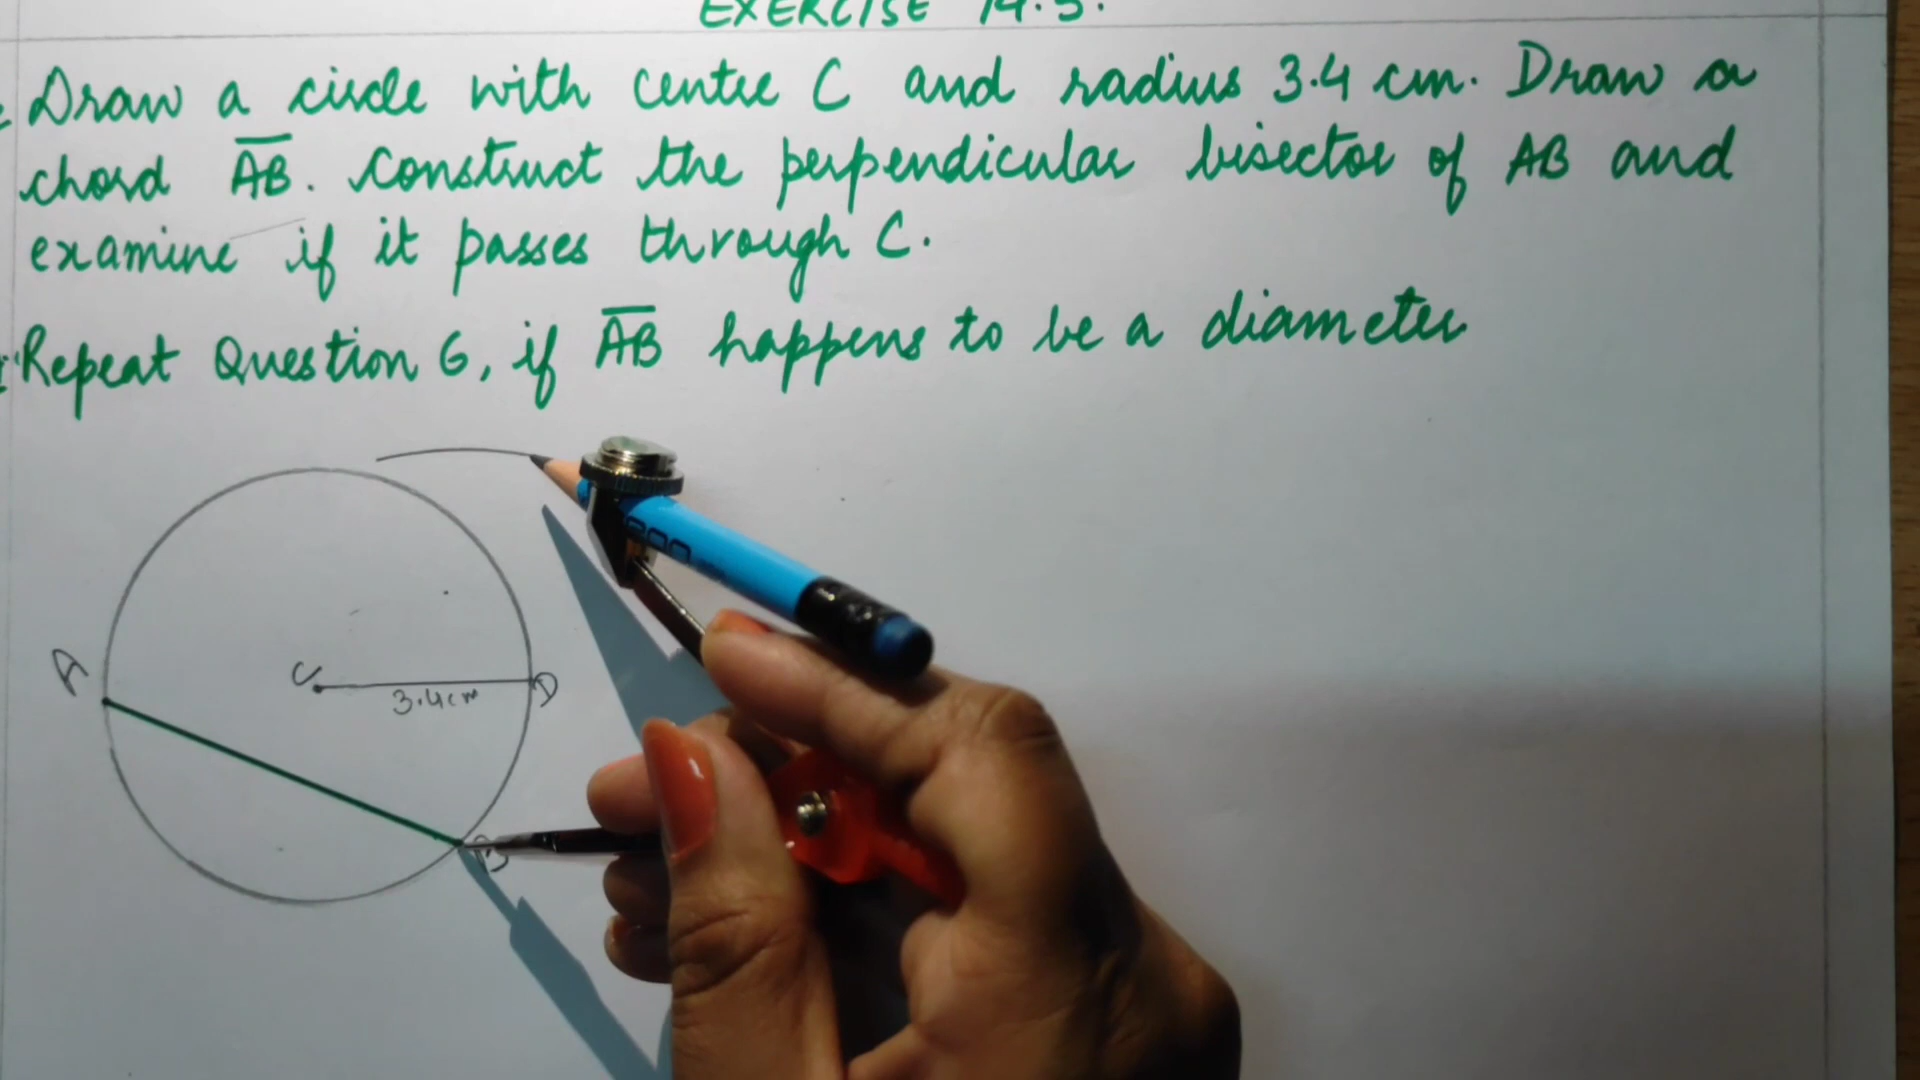 EXERCISE 14.5.
Draw a circle with centre C and radius 3.4 cm. Draw a
chord AB. Construct the perpendicular bisector of AB and
examine if it passes through C.
Repeat Question 6, if AB happens to be a diameter
A
C
3.4cm
D
B